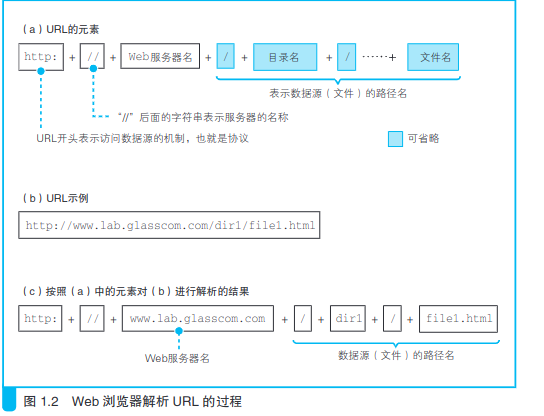 （a）URL的元素
http: + // + Web服务器名 + / + 目录名 + / ……+ 文件名
表示数据源（文件）的路径名
“//”后面的字符串表示服务器的名称
URL开头表示访问数据源的机制，也就是协议
可省略
（b）URL示例
http://www.lab.glasscom.com/dir1/file1.html
（c）按照（a）中的元素对（b）进行解析的结果
http: + // + www.lab.glasscom.com + / + dir1 + / + file1.html
Web服务器名
数据源（文件）的路径名
图 1.2 Web 浏览器解析 URL 的过程